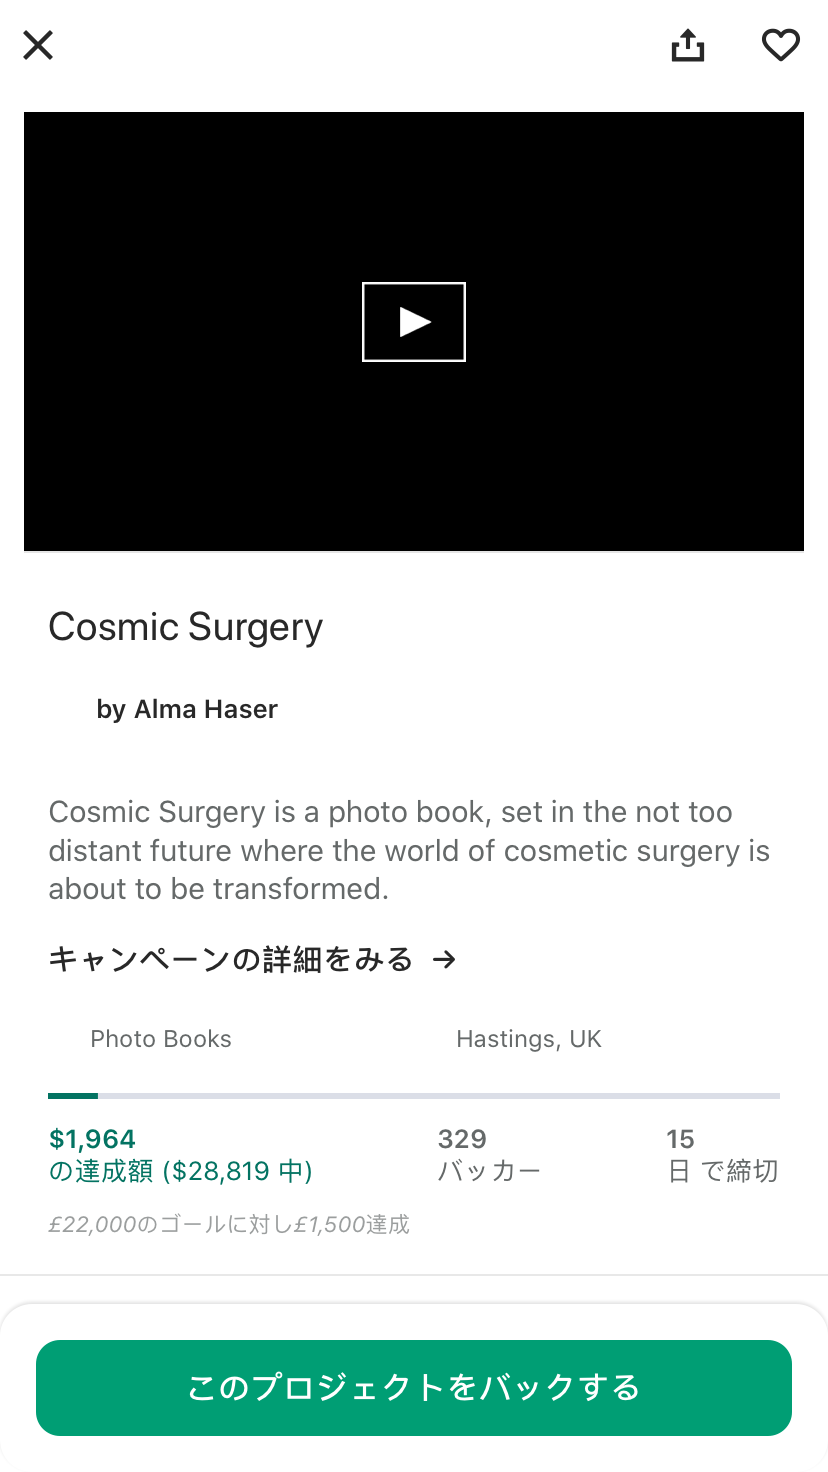 Cosmic Surgery
by Alma Haser
Cosmic Surgery is a photo book, set in the not too
distant future where the world of cosmetic surgery is
about to be transformed.
キャンペーンの詳細をみる →
Photo Books
Hastings, UK
$1,964
の達成額 ($28,819 中)
329
バッカー
15
日 で締切
£22,000のゴールに対し£1,500達成
このプロジェクトをバックする